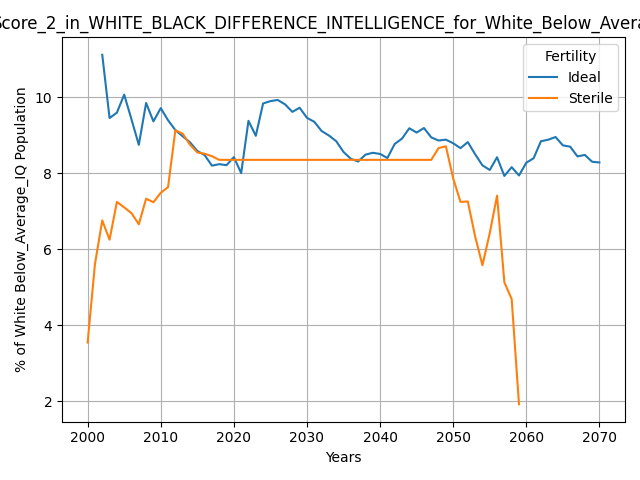 Score_2_in_WHITE_BLACK_DIFFERENCE_INTELLIGENCE_for_White_Below_Avera
% of White Below_Average_IQ Population
Fertility
Ideal
Sterile
10
8
6
4
2
2000 2010 2020 2030 2040 2050 2060 2070
Years